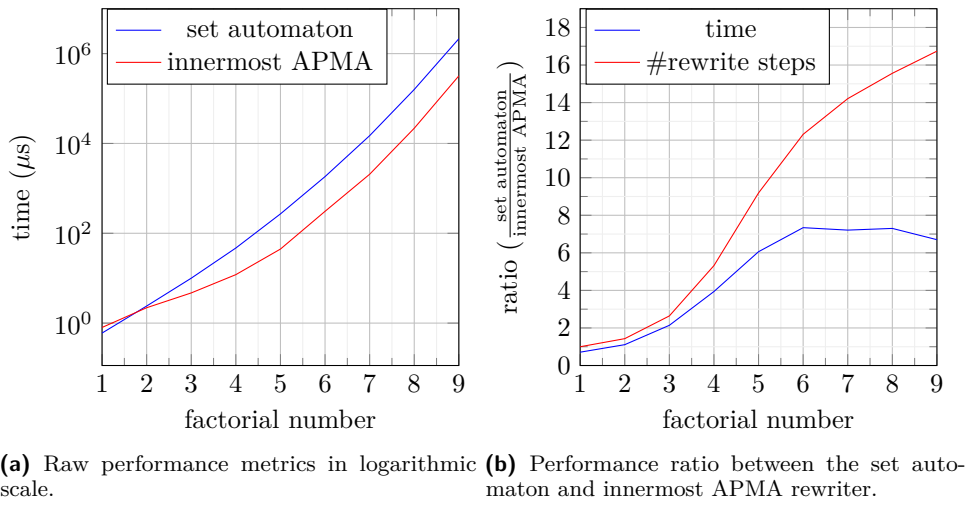 set automaton
innermost APMA
10^6
10^4
10^2
10^0
time (μs)
1 2 3 4 5 6 7 8 9
factorial number
(a) Raw performance metrics in logarithmic
scale.
time
#rewrite steps
18
16
14
12
10
8
6
4
2
0
ratio (set automaton / innermost APMA)
1 2 3 4 5 6 7 8 9
factorial number
(b) Performance ratio between the set auto-
maton and innermost APMA rewriter.